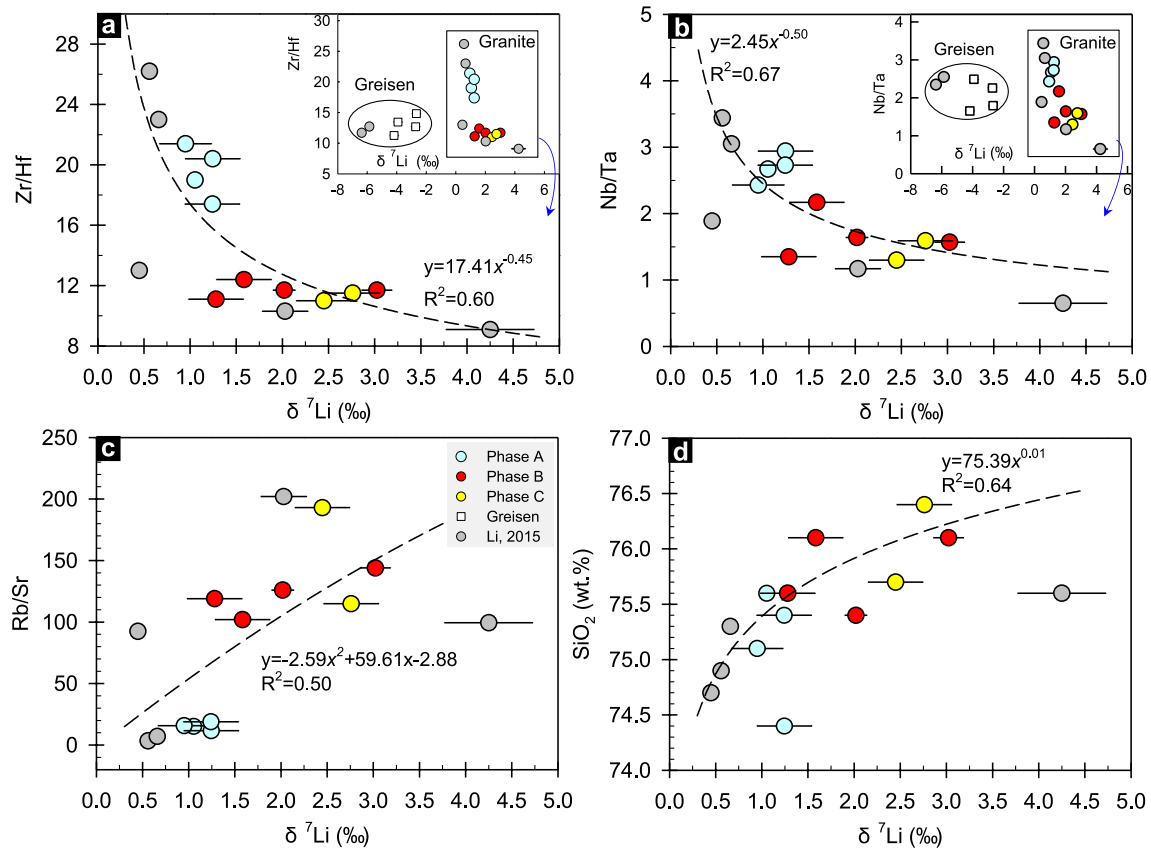 a
Zr/Hf
28
24
20
16
12
8
0.0 0.5 1.0 1.5 2.0 2.5 3.0 3.5 4.0 4.5 5.0
δ ⁷Li (‰)
y=17.41x⁻⁰·⁴⁵
R²=0.60
Zr/Hf
30
25
20
15
10
5
-8 -6 -4 -2 0 2 4 6
δ ⁷Li (‰)
Greisen
Granite
b
Nb/Ta
5
4
3
2
1
0
0.0 0.5 1.0 1.5 2.0 2.5 3.0 3.5 4.0 4.5 5.0
δ ⁷Li (‰)
y=2.45x⁻⁰·⁵⁰
R²=0.67
Nb/Ta
4
3
2
1
0
-8 -6 -4 -2 0 2 4 6
δ ⁷Li (‰)
Greisen
Granite
c
Rb/Sr
250
200
150
100
50
0
0.0 0.5 1.0 1.5 2.0 2.5 3.0 3.5 4.0 4.5 5.0
δ ⁷Li (‰)
Phase A
Phase B
Phase C
Greisen
Li, 2015
y=-2.59x²+59.61x-2.88
R²=0.50
d
SiO₂ (wt.%)
77.0
76.5
76.0
75.5
75.0
74.5
74.0
0.0 0.5 1.0 1.5 2.0 2.5 3.0 3.5 4.0 4.5 5.0
δ ⁷Li (‰)
y=75.39x⁰·⁰¹
R²=0.64